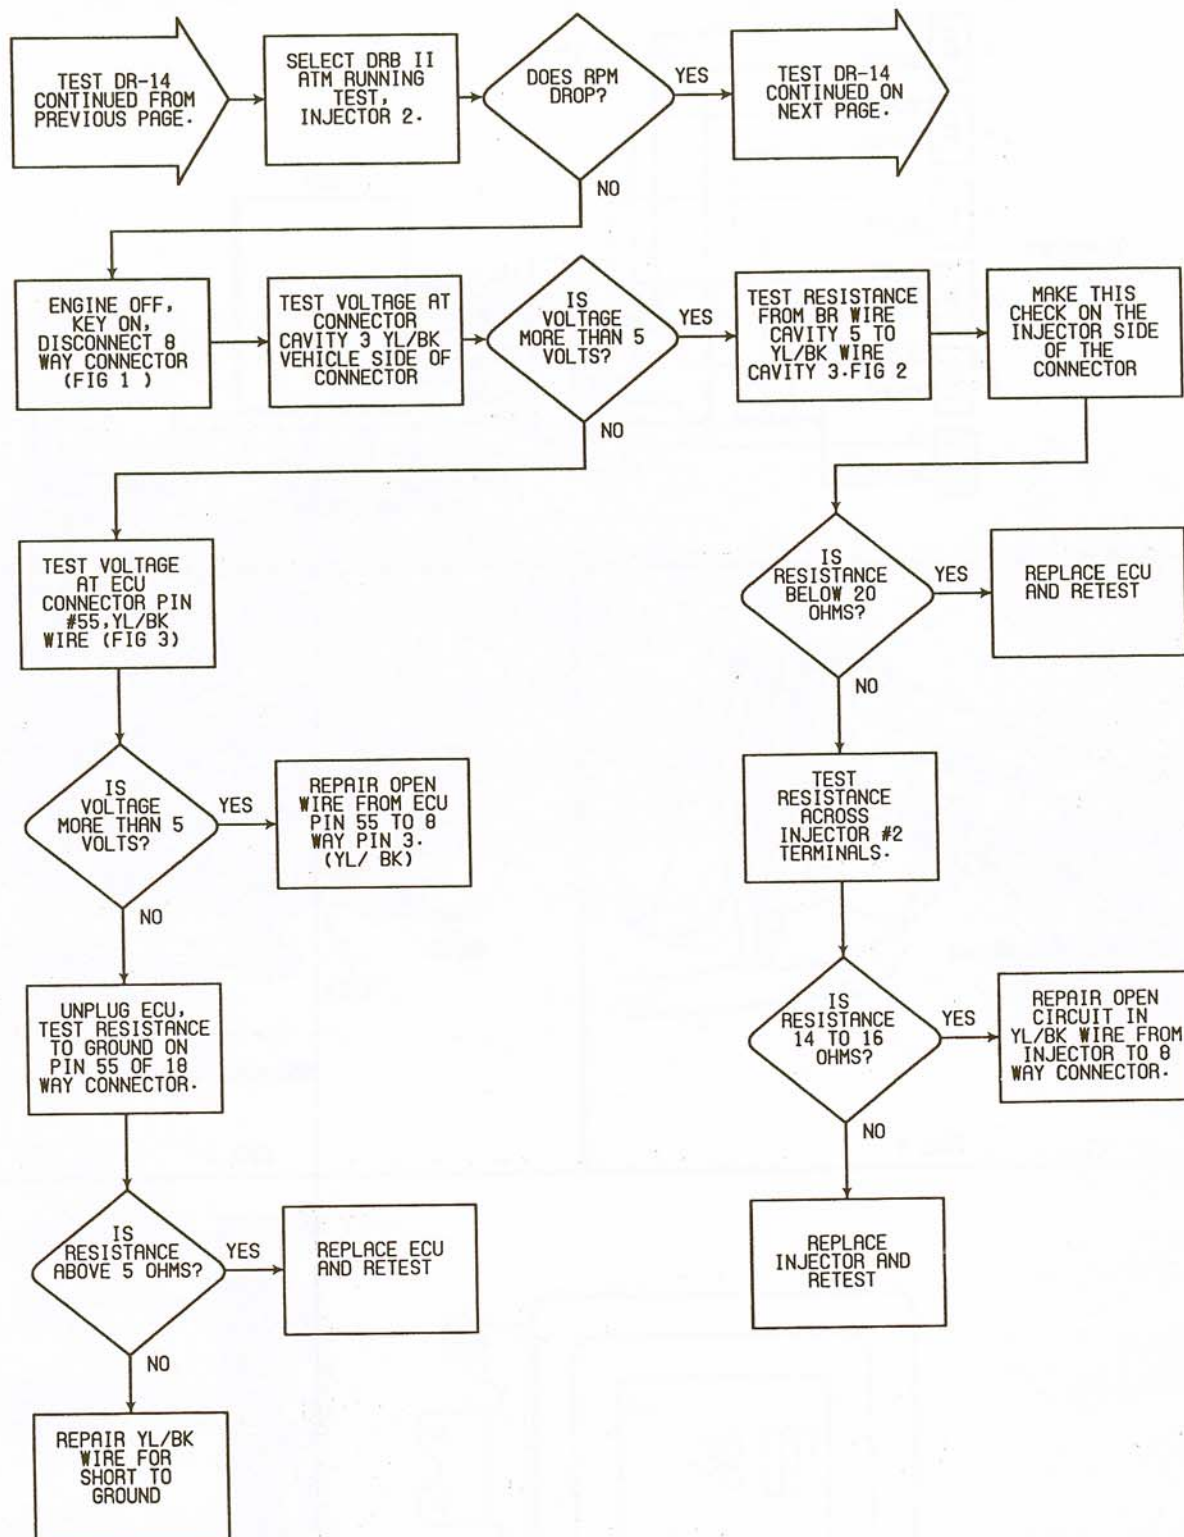 TEST DR-14
CONTINUED FROM
PREVIOUS PAGE.
SELECT DRB II
ATM RUNNING
TEST,
INJECTOR 2.
DOES RPM
DROP?
YES
TEST DR-14
CONTINUED ON
NEXT PAGE.
NO
ENGINE OFF,
KEY ON,
DISCONNECT 8
WAY CONNECTOR
(FIG 1 )
TEST VOLTAGE AT
CONNECTOR
CAVITY 3 YL/BK
VEHICLE SIDE OF
CONNECTOR
IS
VOLTAGE
MORE THAN 5
VOLTS?
YES
TEST RESISTANCE
FROM BR WIRE
CAVITY 5 TO
YL/BK WIRE
CAVITY 3.FIG 2
MAKE THIS
CHECK ON THE
INJECTOR SIDE
OF THE
CONNECTOR
NO
TEST VOLTAGE
AT ECU
CONNECTOR PIN
#55,YL/BK
WIRE (FIG 3)
IS
RESISTANCE
BELOW 20
OHMS?
YES
REPLACE ECU
AND RETEST
NO
IS
VOLTAGE
MORE THAN 5
VOLTS?
YES
REPAIR OPEN
WIRE FROM ECU
PIN 55 TO 8
WAY PIN 3.
(YL/ BK)
TEST
RESISTANCE
ACROSS
INJECTOR #2
TERMINALS.
NO
UNPLUG ECU,
TEST RESISTANCE
TO GROUND ON
PIN 55 OF 18
WAY CONNECTOR.
IS
RESISTANCE
14 TO 16
OHMS?
YES
REPAIR OPEN
CIRCUIT IN
YL/BK WIRE FROM
INJECTOR TO 8
WAY CONNECTOR.
NO
IS
RESISTANCE
ABOVE 5 OHMS?
YES
REPLACE ECU
AND RETEST
REPLACE
INJECTOR AND
RETEST
NO
REPAIR YL/BK
WIRE FOR
SHORT TO
GROUND